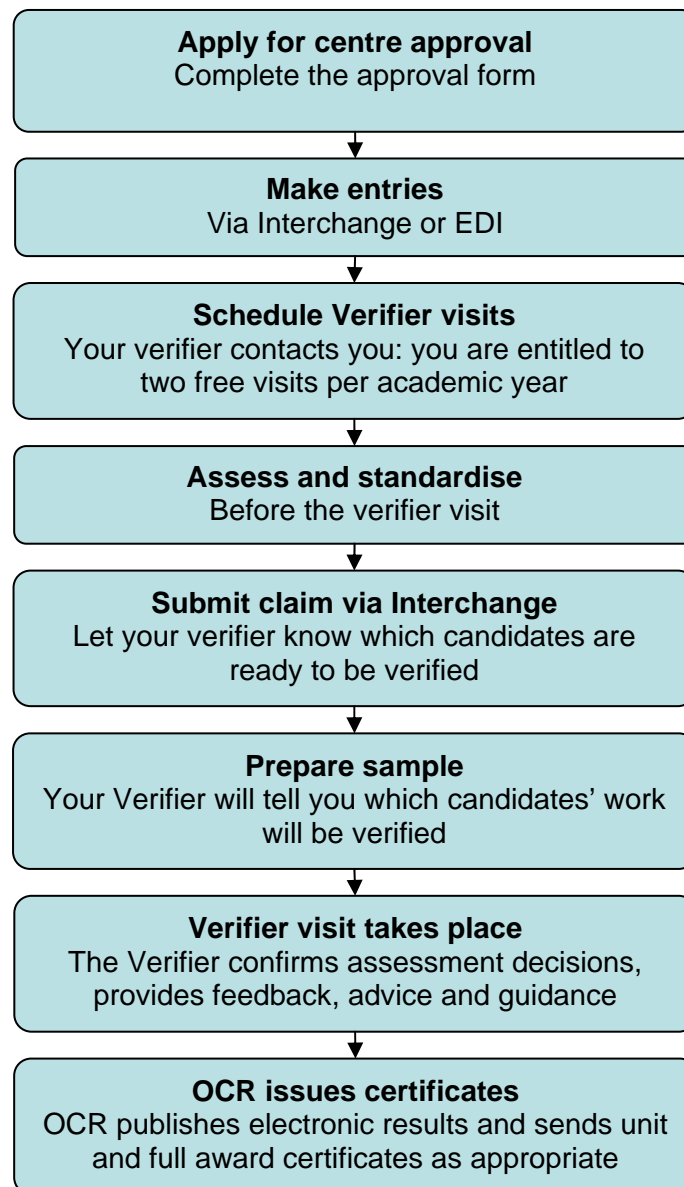 Apply for centre approval
Complete the approval form
Make entries
Via Interchange or EDI
Schedule Verifier visits
Your verifier contacts you: you are entitled to
two free visits per academic year
Assess and standardise
Before the verifier visit
Submit claim via Interchange
Let your verifier know which candidates are
ready to be verified
Prepare sample
Your Verifier will tell you which candidates’ work
will be verified
Verifier visit takes place
The Verifier confirms assessment decisions,
provides feedback, advice and guidance
OCR issues certificates
OCR publishes electronic results and sends unit
and full award certificates as appropriate